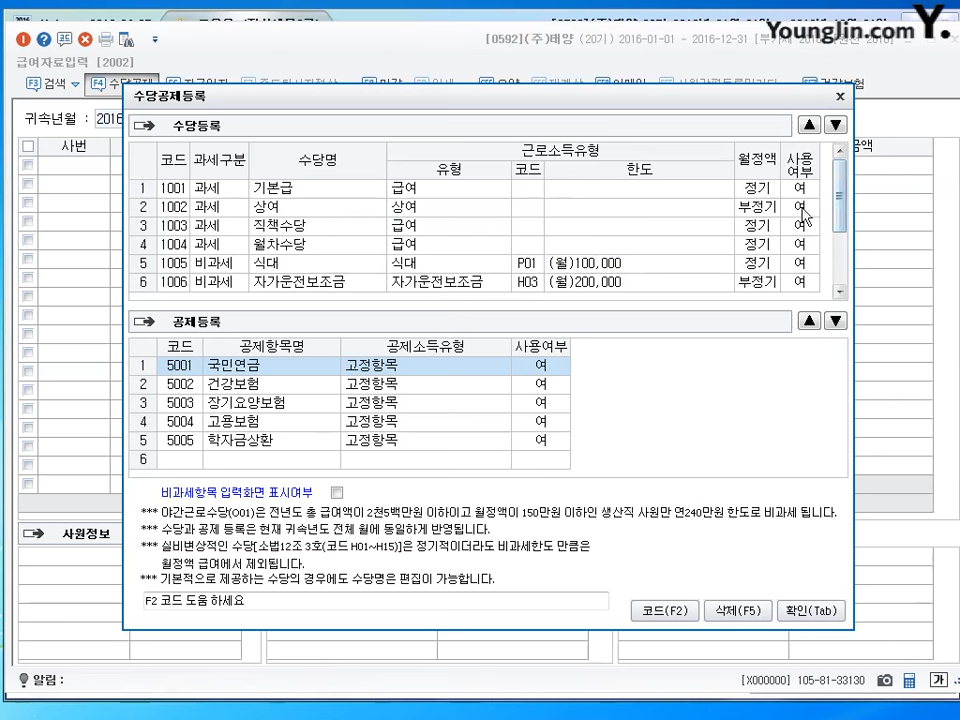 YoungJin.com Y.
[0592](주)태양 (20기) 2016-01-01 ~ 2016-12-31
급여자료입력 [2002]
F3 검색 F4 수당공제
귀속년월 : 2016
사번
수당공제등록 x
수당등록
코드 과세구분 수당명 근로소득유형 월정액 사용여부
유형 코드 한도
1 1001 과세 기본급 급여 정기 여
2 1002 과세 상여 상여 부정기 여
3 1003 과세 직책수당 급여 정기 여
4 1004 과세 월차수당 급여 정기 여
5 1005 비과세 식대 식대 P01 (월)100,000 정기 여
6 1006 비과세 자가운전보조금 자가운전보조금 H03 (월)200,000 부정기 여
공제등록
코드 공제항목명 공제소득유형 사용여부
1 5001 국민연금 고정항목 여
2 5002 건강보험 고정항목 여
3 5003 장기요양보험 고정항목 여
4 5004 고용보험 고정항목 여
5 5005 학자금상환 고정항목 여
6
비과세항목 입력화면 표시여부
*** 야간근로수당(O01)은 전년도 총 급여액이 2천5백만원 이하이고 월정액이 150만원 이하인 생산직 사원만 연240만원 한도로 비과세 됩니다.
*** 수당과 공제 등록은 현재 귀속년도 전체 월에 동일하게 반영됩니다.
*** 실비변상적인 수당[소법12조 3호(코드 H01~H15)]은 정기적이더라도 비과세한도 만큼은
월정액 급여에서 제외됩니다.
*** 기본적으로 제공하는 수당의 경우에도 수당명은 편집이 가능합니다.
F2 코드 도움 하세요
코드(F2) 삭제(F5) 확인(Tab)
사원정보
알림 :
[X000000] 105-81-33130 가